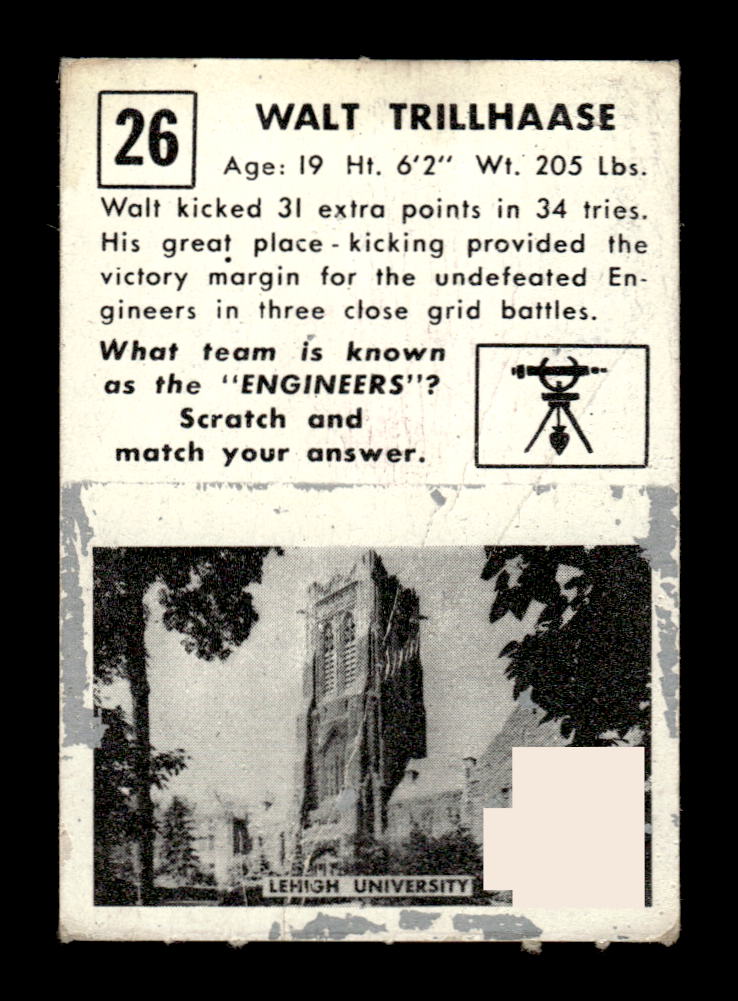 26
WALT TRILLHAASE
Age: 19 Ht. 6'2" Wt. 205 Lbs.
Walt kicked 31 extra points in 34 tries.
His great place-kicking provided the
victory margin for the undefeated En-
gineers in three close grid battles.
What team is known
as the "ENGINEERS"?
Scratch and
match your answer.
LEHIGH UNIVERSITY